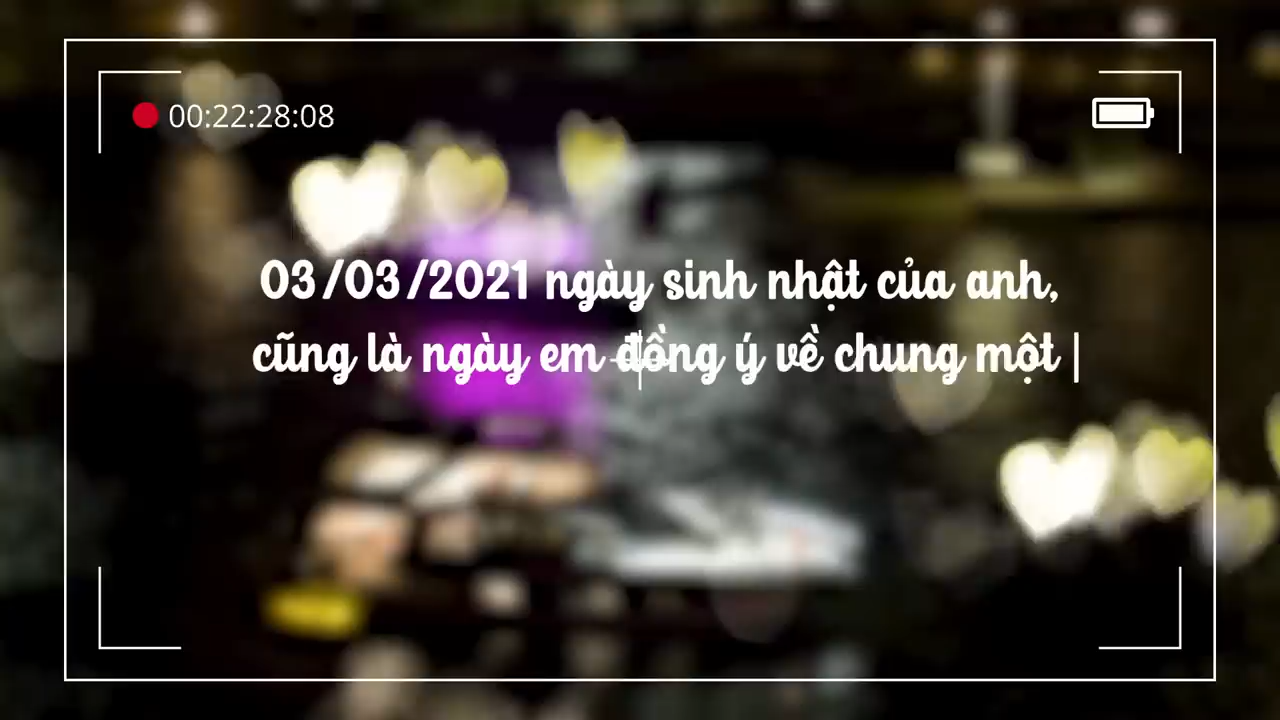 00:22:28:08
03/03/2021 ngày sinh nhật của anh,
cũng là ngày em đồng ý về chung một |